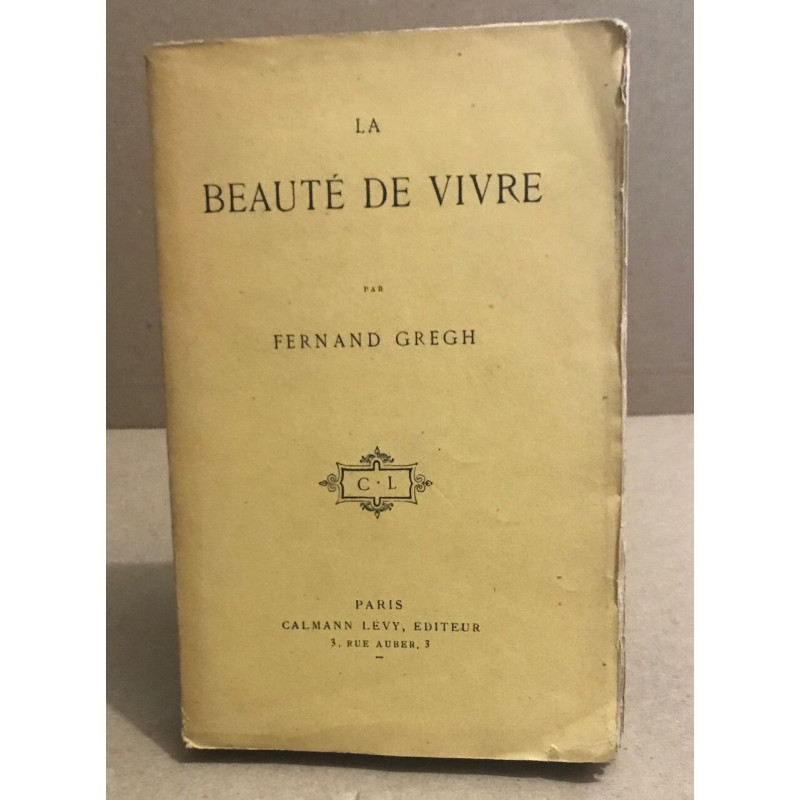 LA
BEAUTÉ DE VIVRE
PAR
FERNAND GREGH
C · L
PARIS
CALMANN LÉVY, EDITEUR
3, RUE AUBER, 3